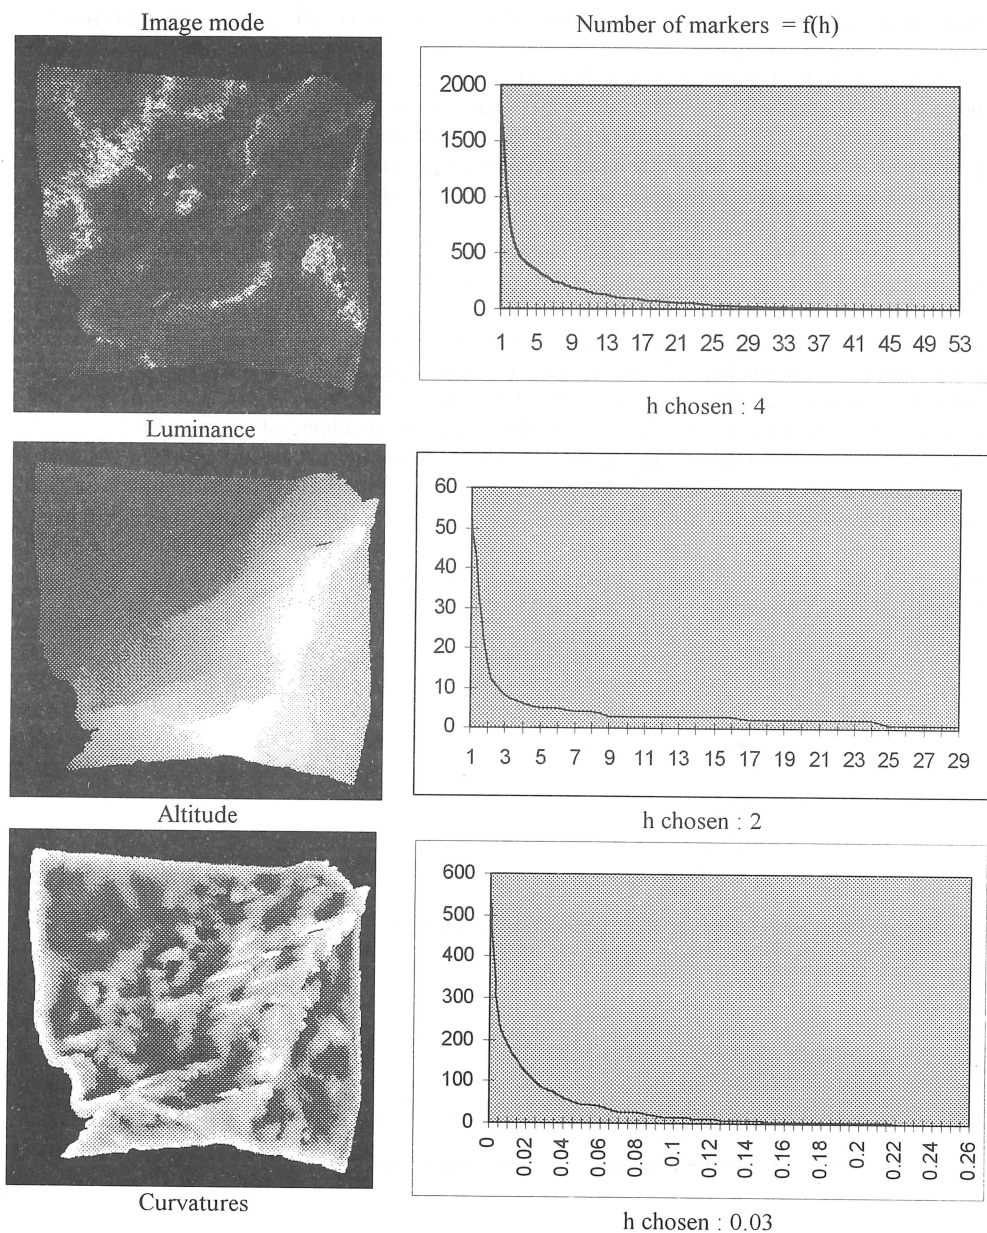 Image mode
Number of markers = f(h)
2000
1500
1000
500
0
1 5 9 13 17 21 25 29 33 37 41 45 49 53
h chosen : 4
Luminance
60
50
40
30
20
10
0
1 3 5 7 9 11 13 15 17 19 21 23 25 27 29
h chosen : 2
Altitude
600
500
400
300
200
100
0
0 0.02 0.04 0.06 0.08 0.1 0.12 0.14 0.16 0.18 0.2 0.22 0.24 0.26
h chosen : 0.03
Curvatures